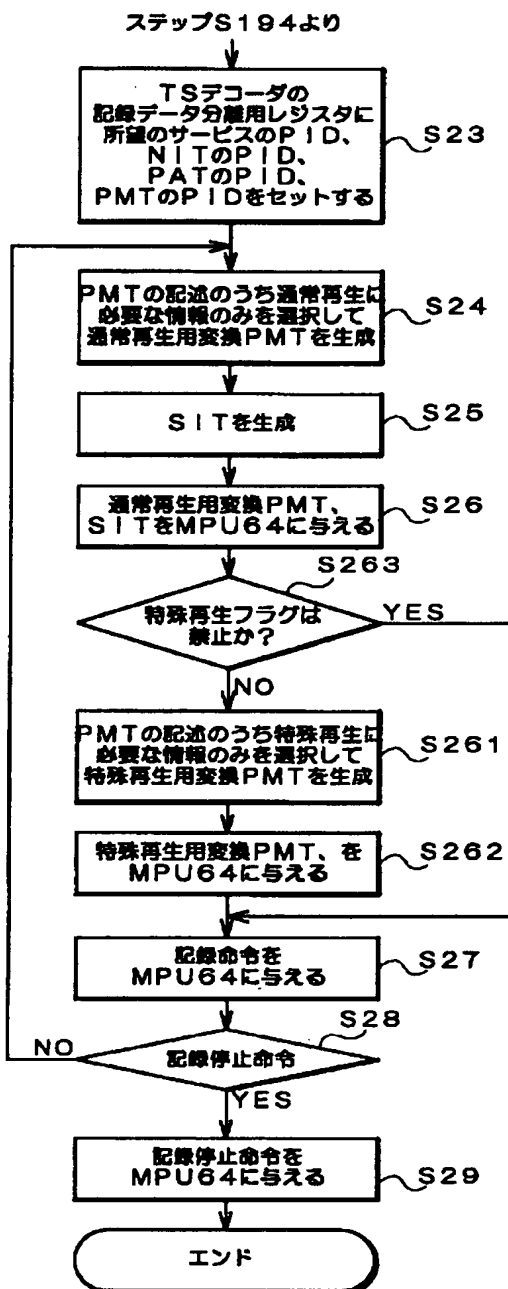 ステップS194より
TSデコーダの
記録データ分離用レジスタに
所望のサービスのPID、
NITのPID、
PATのPID、
PMTのPIDをセットする
S23
PMTの記述のうち通常再生に
必要な情報のみを選択して
通常再生用変換PMTを生成
S24
SITを生成
S25
通常再生用変換PMT、
SITをMPU64に与える
S26
S263
特殊再生フラグは
禁止か?
YES
NO
PMTの記述のうち特殊再生に
必要な情報のみを選択して
特殊再生用変換PMTを生成
S261
特殊再生用変換PMT、を
MPU64に与える
S262
記録命令を
MPU64に与える
S27
S28
NO
記録停止命令
YES
記録停止命令を
MPU64に与える
S29
エンド